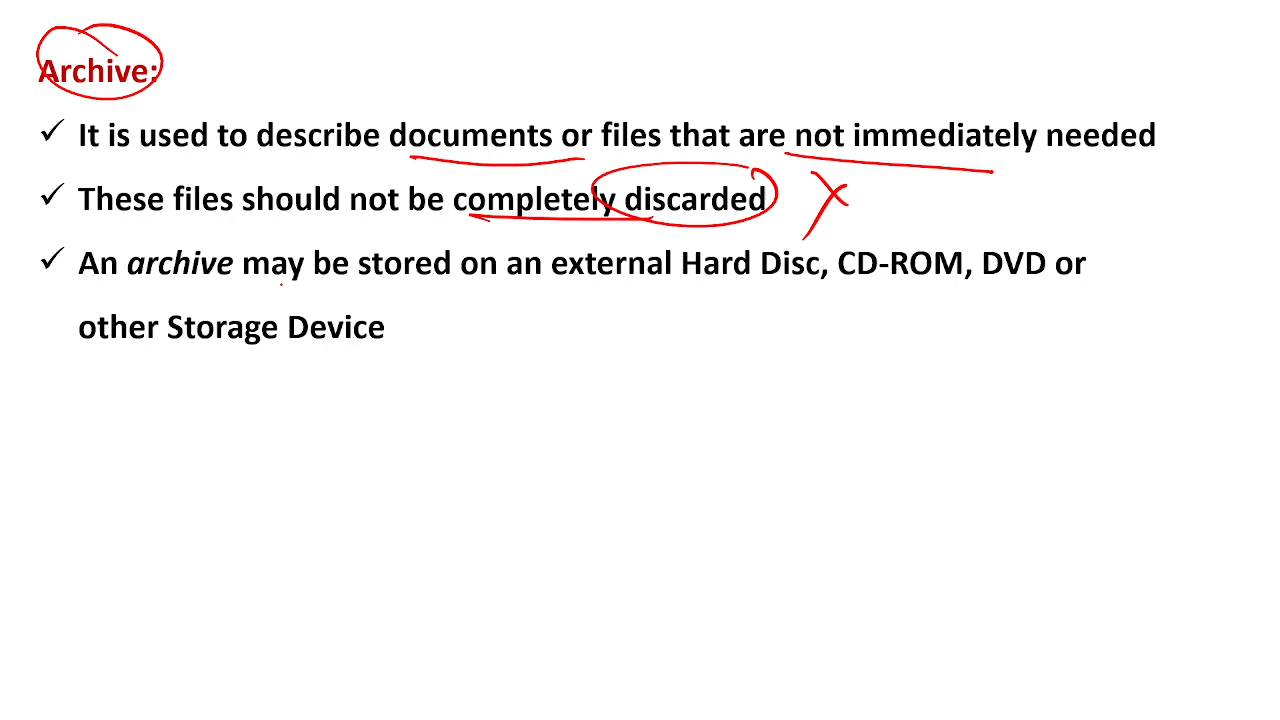 Archive:
✓ It is used to describe documents or files that are not immediately needed
✓ These files should not be completely discarded
✓ An archive may be stored on an external Hard Disc, CD-ROM, DVD or
other Storage Device